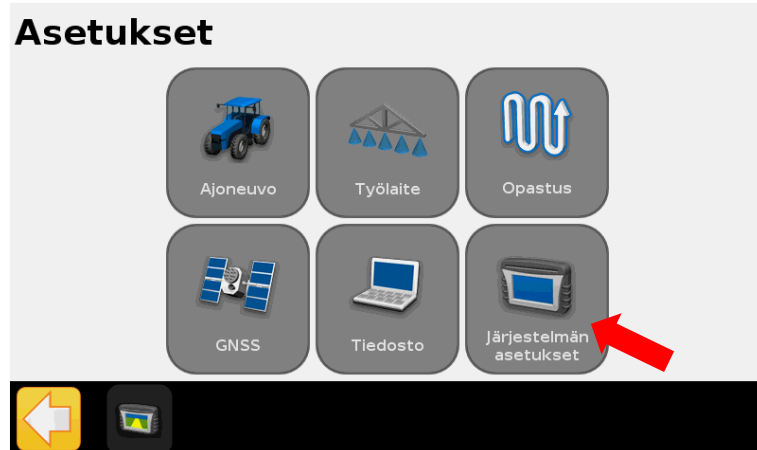 Asetukset
Ajoneuvo
Työlaite
Opastus
GNSS
Tiedosto
Järjestelmän
asetukset